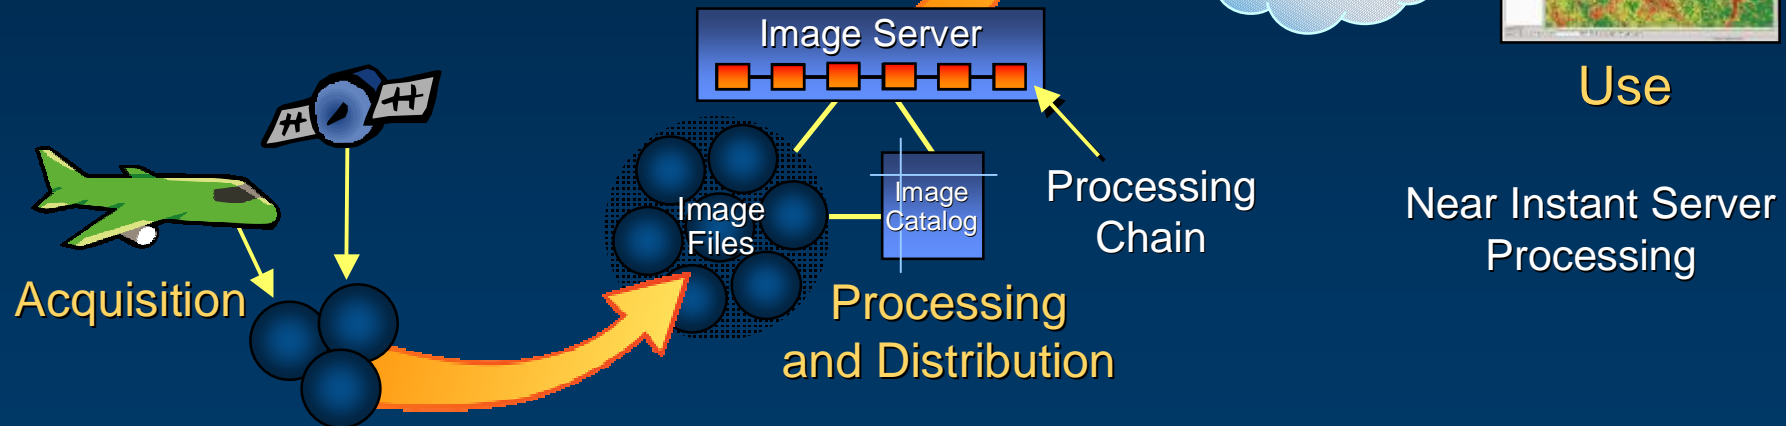 Image Server
Use
Image
Files
Image
Catalog
Processing
Chain
Near Instant Server
Processing
Acquisition
Processing
and Distribution